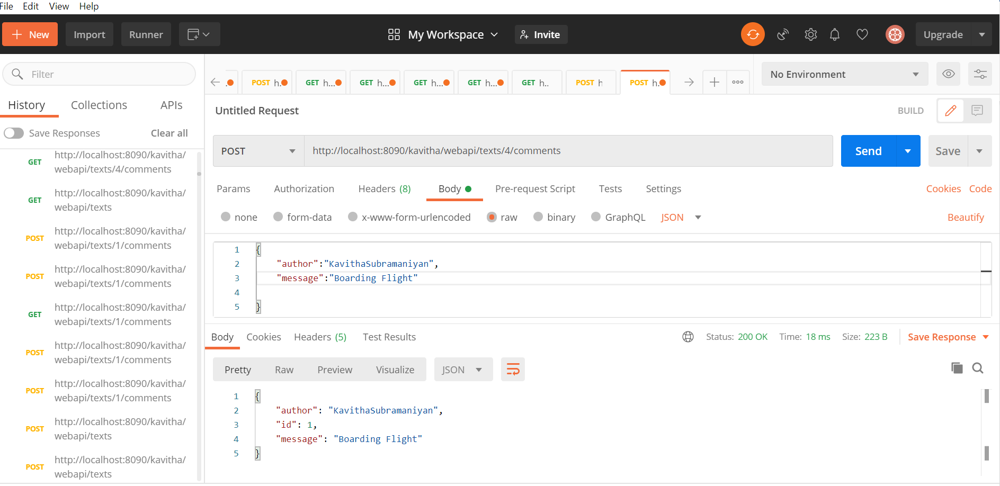 File Edit View Help
New Import Runner My Workspace Invite Upgrade
Filter
POST h... GET h... GET h... GET h... GET h... GET h.. POST h POST h.
No Environment
History Collections APIs
Untitled Request
BUILD
Save Responses Clear all
POST http://localhost:8090/kavitha/webapi/texts/4/comments Send Save
GET http://localhost:8090/kavitha/
webapi/texts/4/comments
GET http://localhost:8090/kavitha/
webapi/texts
POST http://localhost:8090/kavitha/
webapi/texts/1/comments
POST http://localhost:8090/kavitha/
webapi/texts/1/comments
GET http://localhost:8090/kavitha/
webapi/texts/1/comments
POST http://localhost:8090/kavitha/
webapi/texts/1/comments
POST http://localhost:8090/kavitha/
webapi/texts/1/comments
POST http://localhost:8090/kavitha/
webapi/texts
POST http://localhost:8090/kavitha/
webapi/texts
Params Authorization Headers (8) Body Pre-request Script Tests Settings Cookies Code
none form-data x-www-form-urlencoded raw binary GraphQL JSON Beautify
1 {
2 "author":"KavithaSubramaniyan",
3 "message":"Boarding Flight"
4
5 }
Body Cookies Headers (5) Test Results Status: 200 OK Time: 18 ms Size: 223 B Save Response
Pretty Raw Preview Visualize JSON
1 {
2 "author": "KavithaSubramaniyan",
3 "id": 1,
4 "message": "Boarding Flight"
5 }